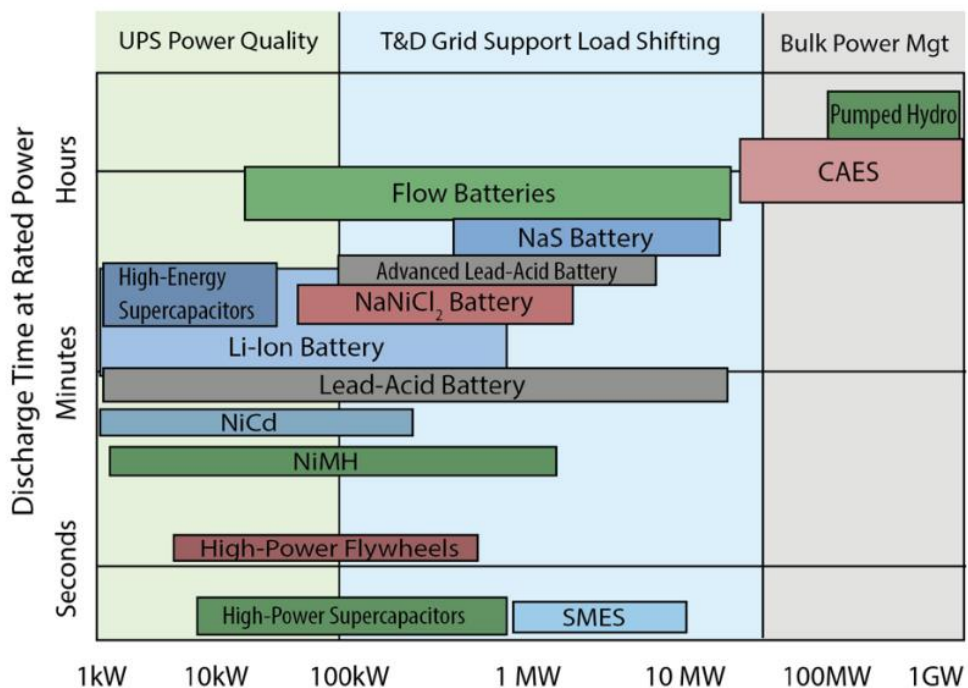 UPS Power Quality
T&D Grid Support Load Shifting
Bulk Power Mgt
Discharge Time at Rated Power
Hours
Minutes
Seconds
Pumped Hydro
CAES
Flow Batteries
NaS Battery
Advanced Lead-Acid Battery
High-Energy
Supercapacitors
NaNiCl₂ Battery
Li-Ion Battery
Lead-Acid Battery
NiCd
NiMH
High-Power Flywheels
High-Power Supercapacitors
SMES
1kW 10kW 100kW 1 MW 10 MW 100MW 1GW